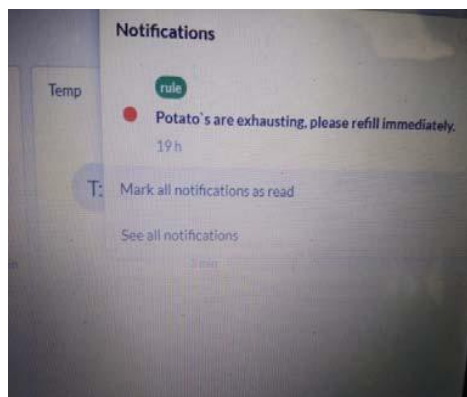 Notifications
rule
Temp
Potato`s are exhausting, please refill immediately.
19 h
T:
Mark all notifications as read
See all notifications